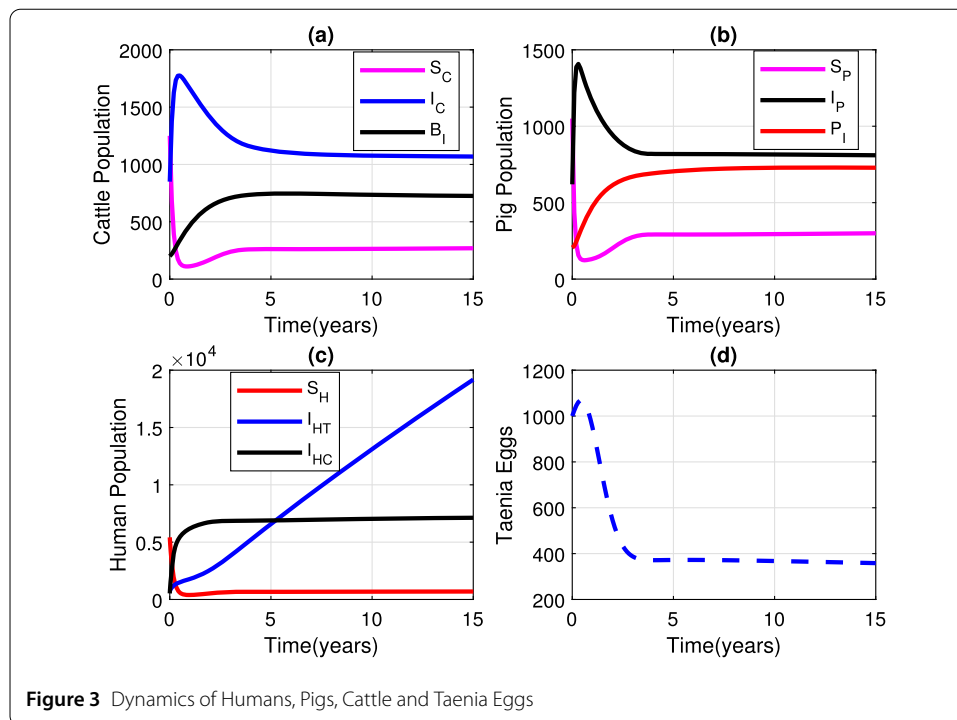 (a)
Cattle Population
2000
1500
1000
500
0
S_C
I_C
B_I
0 5 10 15
Time(years)
(b)
Pig Population
1500
1000
500
0
S_P
I_P
P_I
0 5 10 15
Time(years)
(c)
×10^4
Human Population
2
1.5
1
0.5
0
S_H
I_HT
I_HC
0 5 10 15
Time(years)
(d)
Taenia Eggs
1200
1000
800
600
400
200
0 5 10 15
Time(years)
Figure 3 Dynamics of Humans, Pigs, Cattle and Taenia Eggs